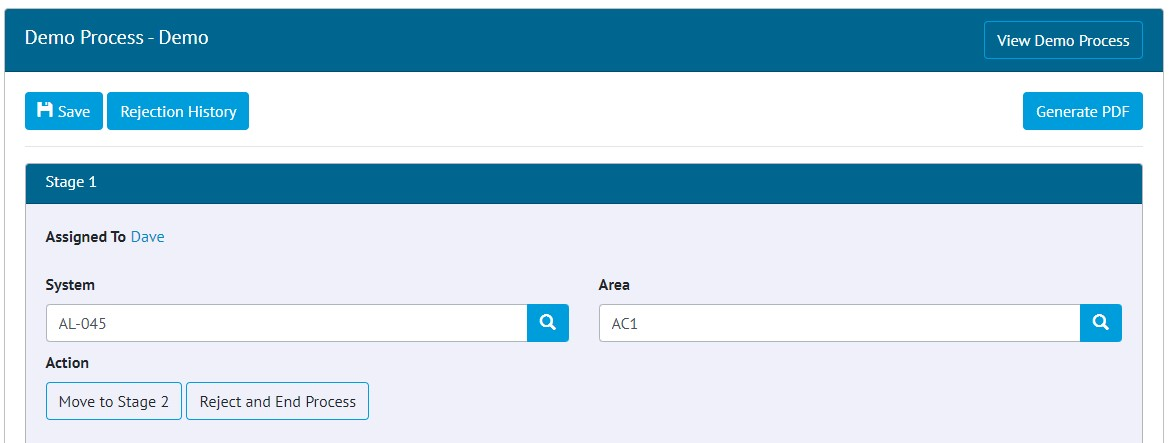 Demo Process - Demo
View Demo Process
Save
Rejection History
Generate PDF
Stage 1
Assigned To Dave
System
Area
AL-045
AC1
Action
Move to Stage 2
Reject and End Process